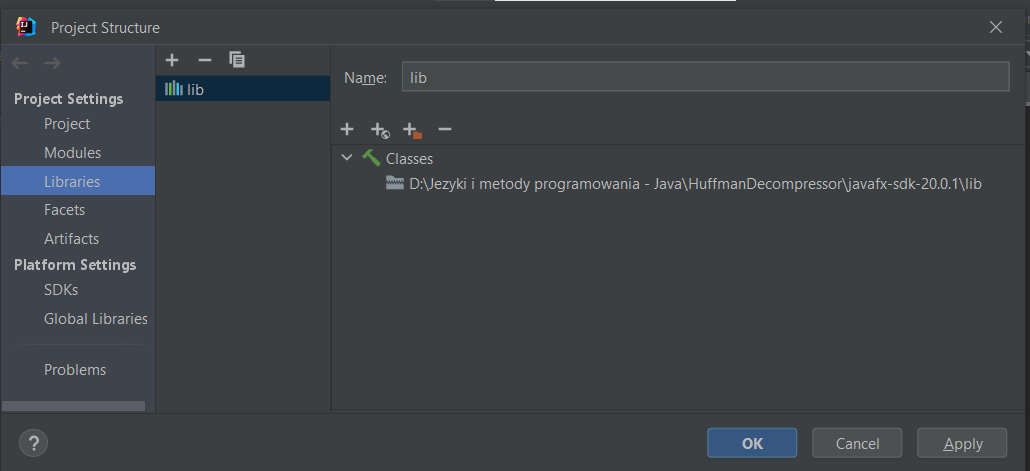 Project Structure
Project Settings
Project
Modules
Libraries
Facets
Artifacts
Platform Settings
SDKs
Global Libraries
Problems
lib
Name: lib
Classes
D:\Jezyki i metody programowania - Java\HuffmanDecompressor\javafx-sdk-20.0.1\lib
?
OK Cancel Apply